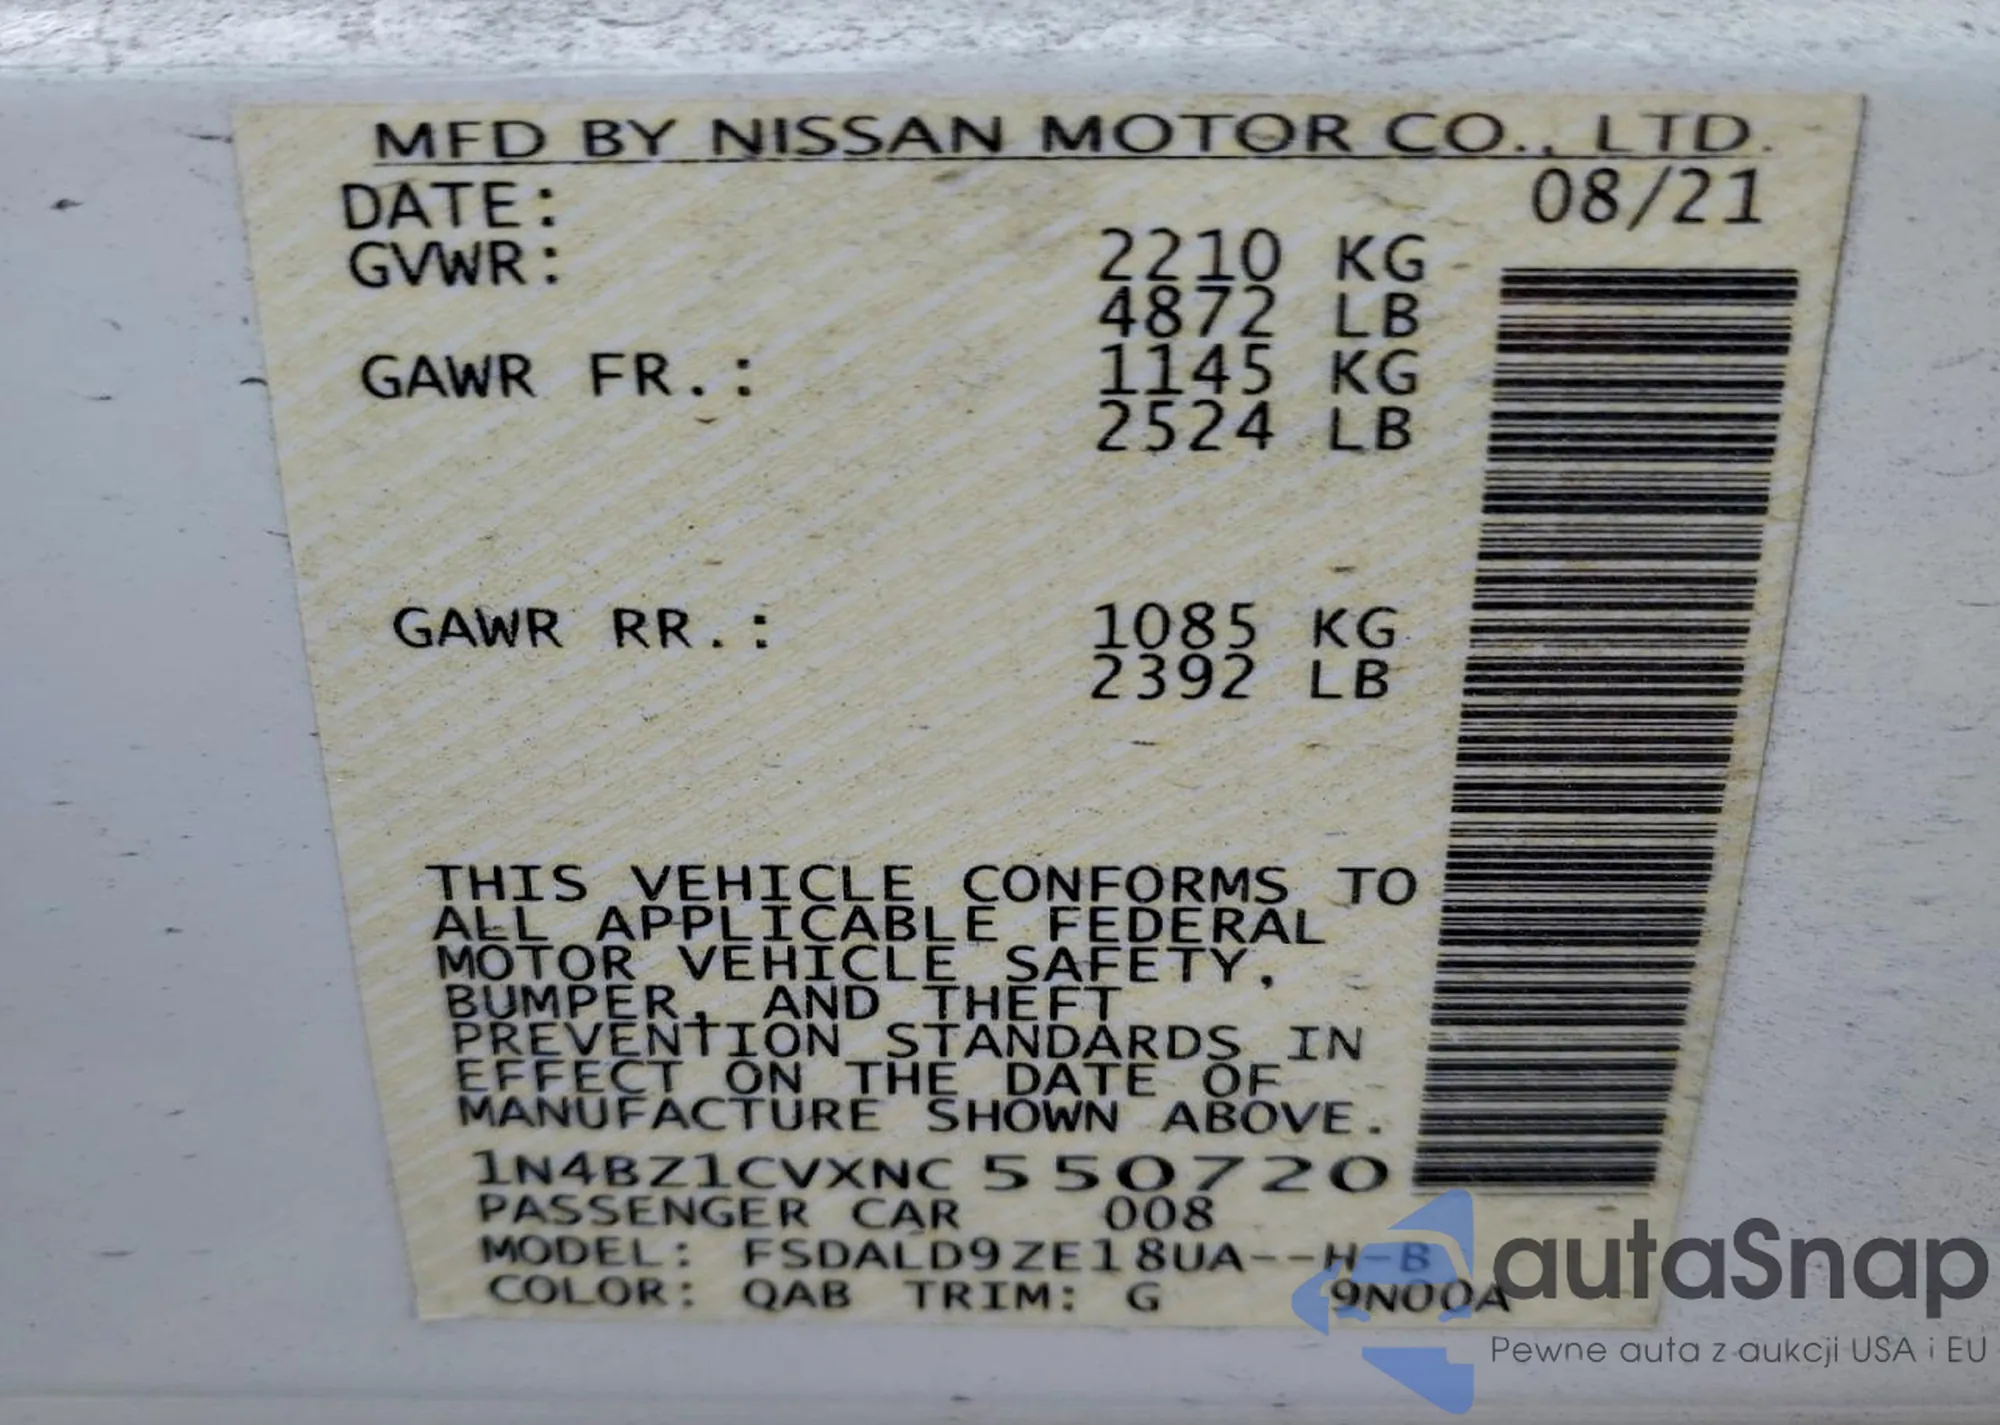 MFD BY NISSAN MOTOR CO., LTD.
DATE: 08/21
GVWR: 2210 KG
4872 LB
GAWR FR.: 1145 KG
2524 LB
GAWR RR.: 1085 KG
2392 LB
THIS VEHICLE CONFORMS TO
ALL APPLICABLE FEDERAL
MOTOR VEHICLE SAFETY,
BUMPER, AND THEFT
PREVENTION STANDARDS IN
EFFECT ON THE DATE OF
MANUFACTURE SHOWN ABOVE.
1N4BZ1CVXNC550720
PASSENGER CAR 008
MODEL: FSDALD9ZE18UA--H-B
COLOR: QAB TRIM: G 9N00A
autaSnap
Pewne auta z aukcji USA i EU